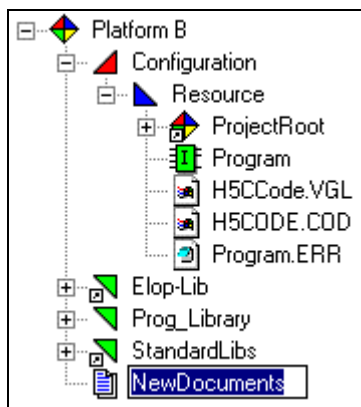 Platform B
Configuration
Resource
ProjectRoot
Program
H5CCode.VGL
H5CODE.COD
Program.ERR
Elop-Lib
Prog_Library
StandardLibs
NewDocuments